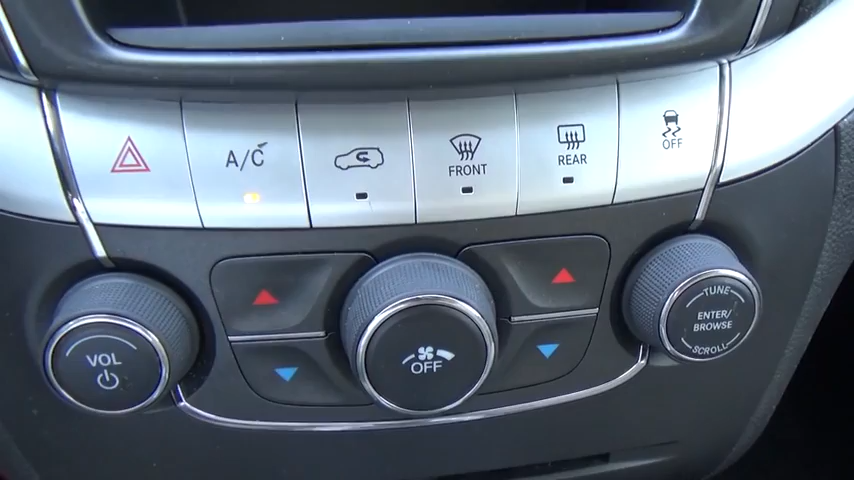 A/C
FRONT
REAR
OFF
VOL
OFF
TUNE
ENTER/
BROWSE
SCROLL